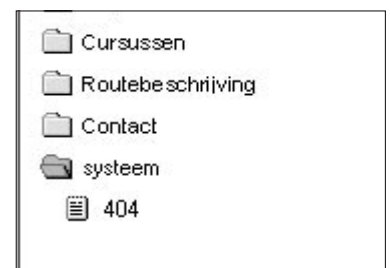 Cursussen
Routebeschrijving
Contact
systeem
404